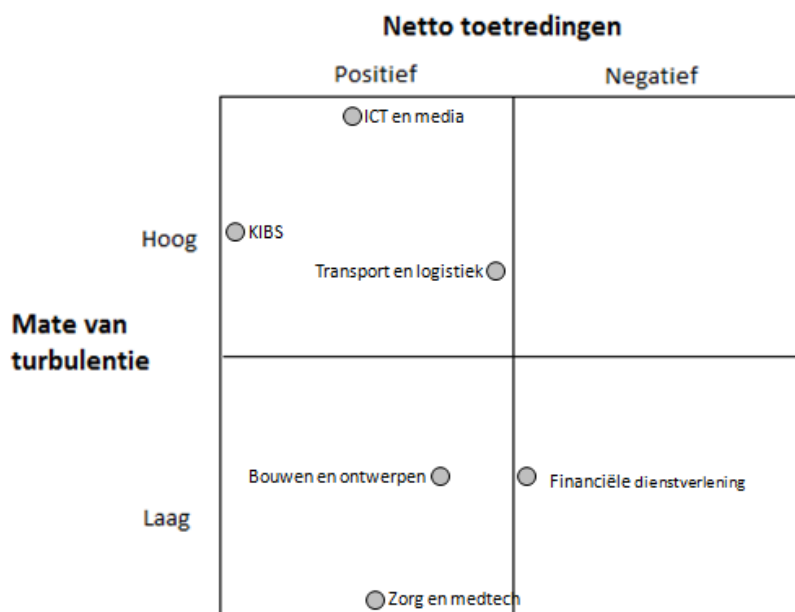 Netto toetredingen
Positief
Negatief
ICT en media
Hoog
KIBS
Transport en logistiek
Mate van
turbulentie
Bouwen en ontwerpen
Financiële dienstverlening
Laag
Zorg en medtech